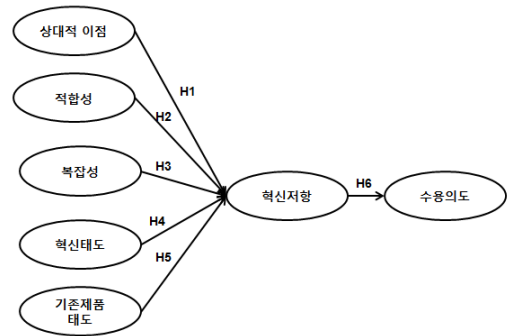 상대적 이점
H1
적합성
H2
복잡성
H3
혁신저항
H6
수용의도
혁신태도
H4
H5
기존제품
태도